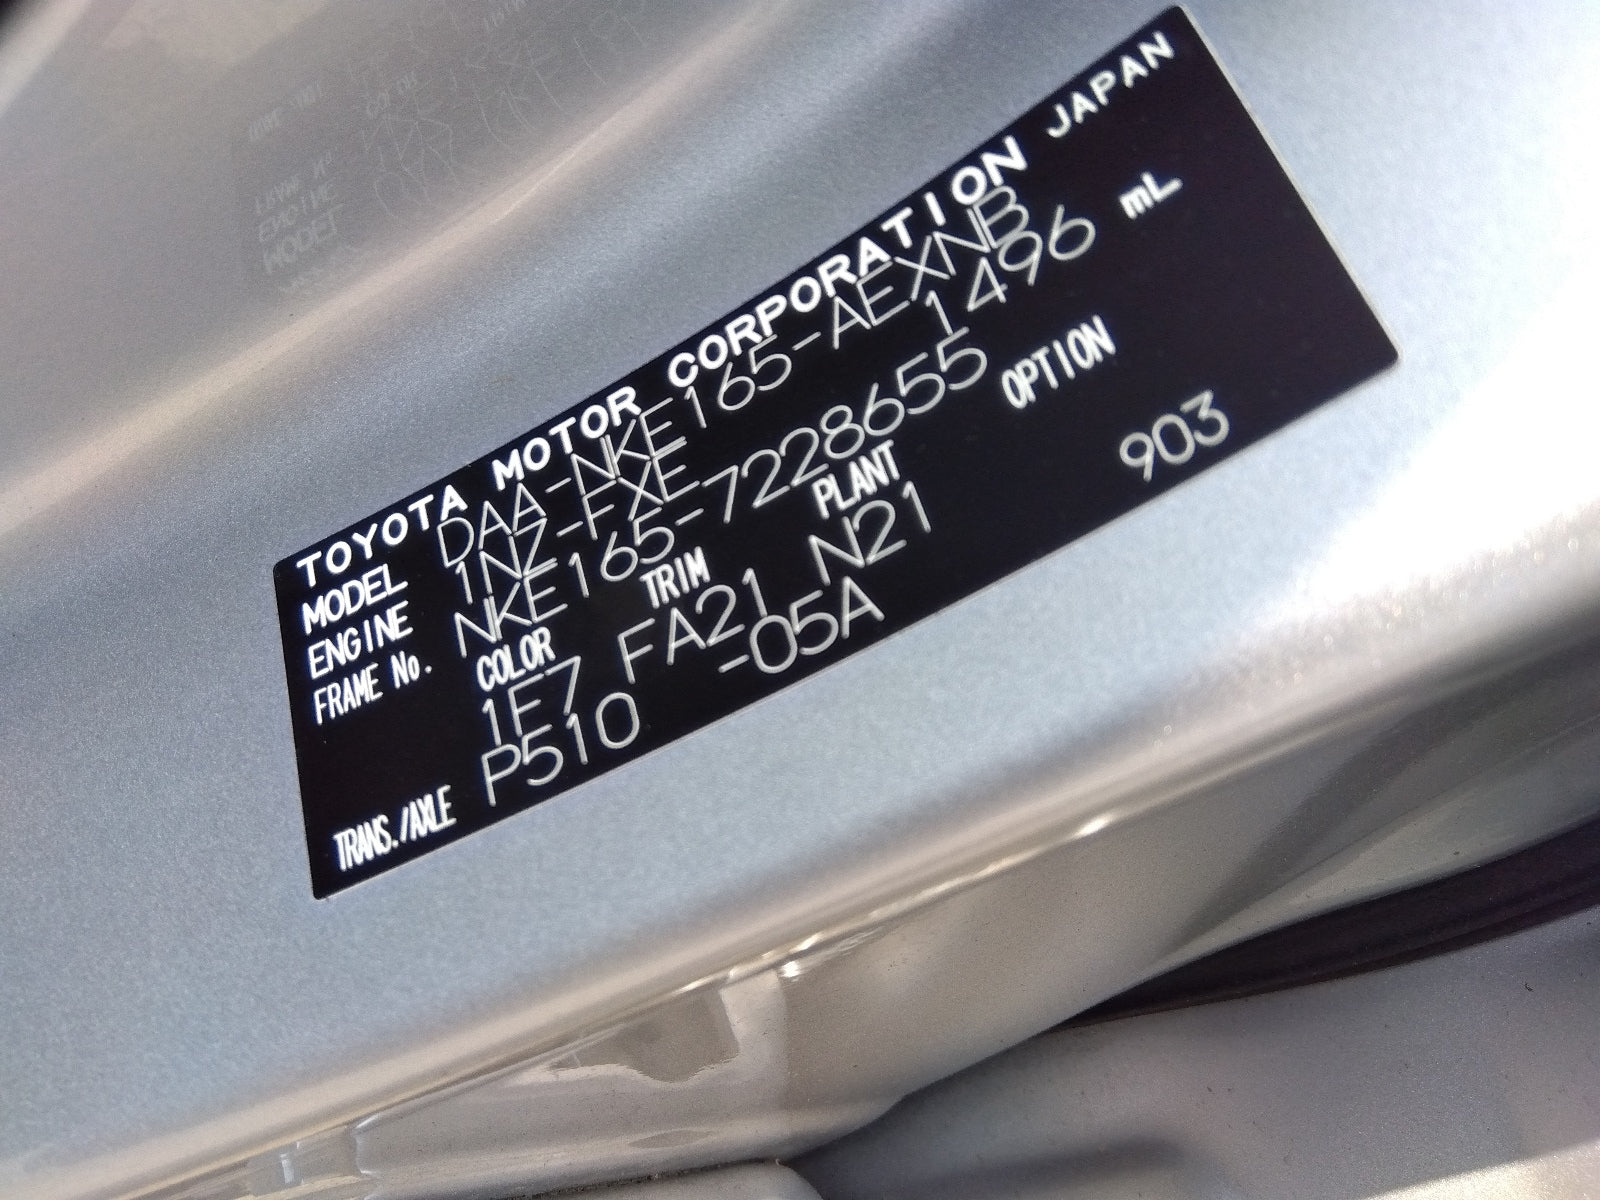 TOYOTA MOTOR CORPORATION JAPAN
MODEL DAA-NKE165-AEXNB
ENGINE 1NZ-FXE 1496 mL
FRAME No. NKE165-7228655
COLOR TRIM PLANT OPTION
1F7 FA21 N21 903
TRANS./AXLE P510 -05A